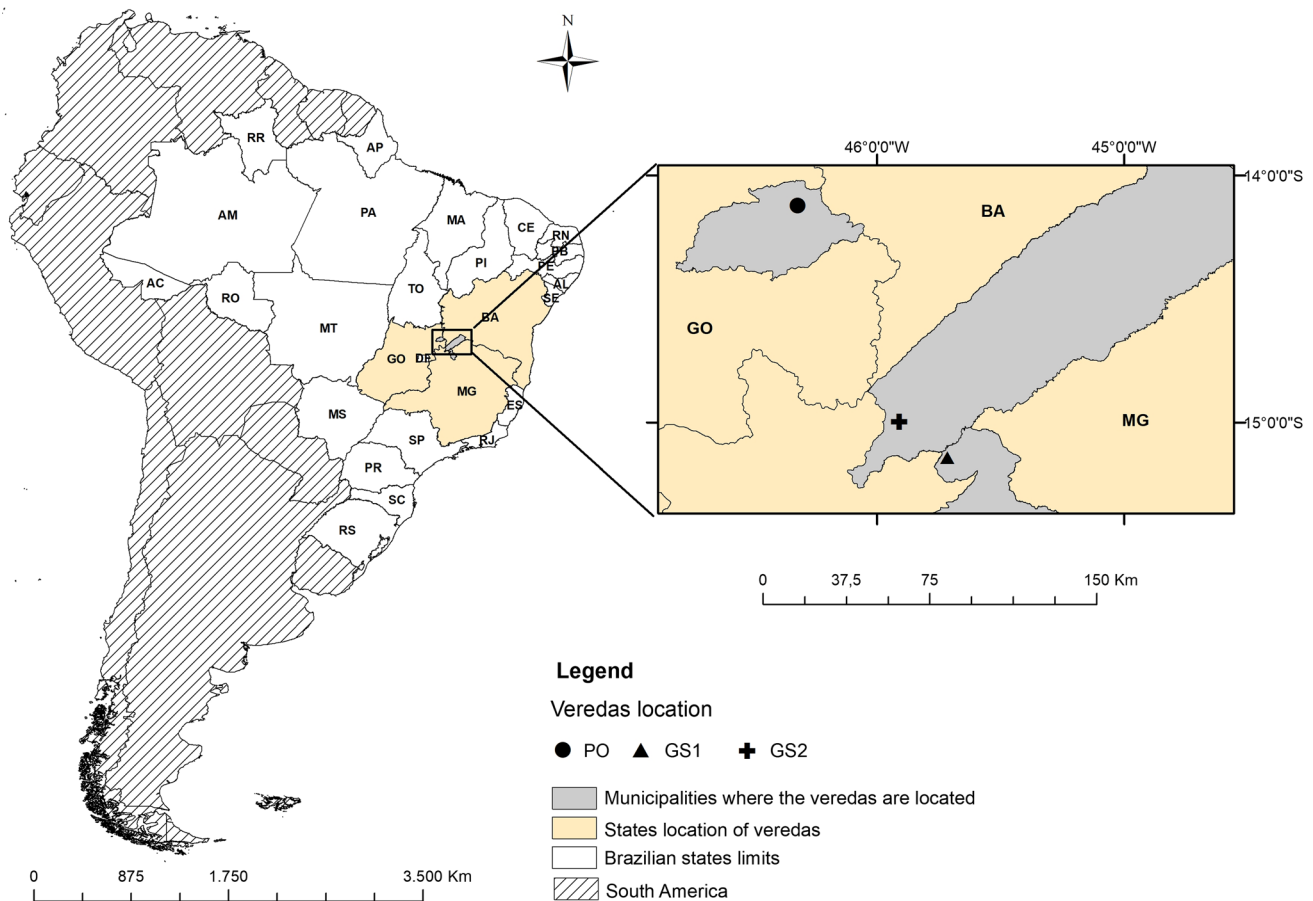 N
RR
AP
AM
PA
MA
CE
RN
PB
PE
PI
AL
SE
AC
RO
TO
BA
MT
GO
DF
MG
ES
MS
SP
RJ
PR
SC
RS
46°0'0"W
45°0'0"W
14°0'0"S
BA
GO
MG
15°0'0"S
0 37,5 75 150 Km
Legend
Veredas location
PO GS1 GS2
Municipalities where the veredas are located
States location of veredas
Brazilian states limits
South America
0 875 1.750 3.500 Km